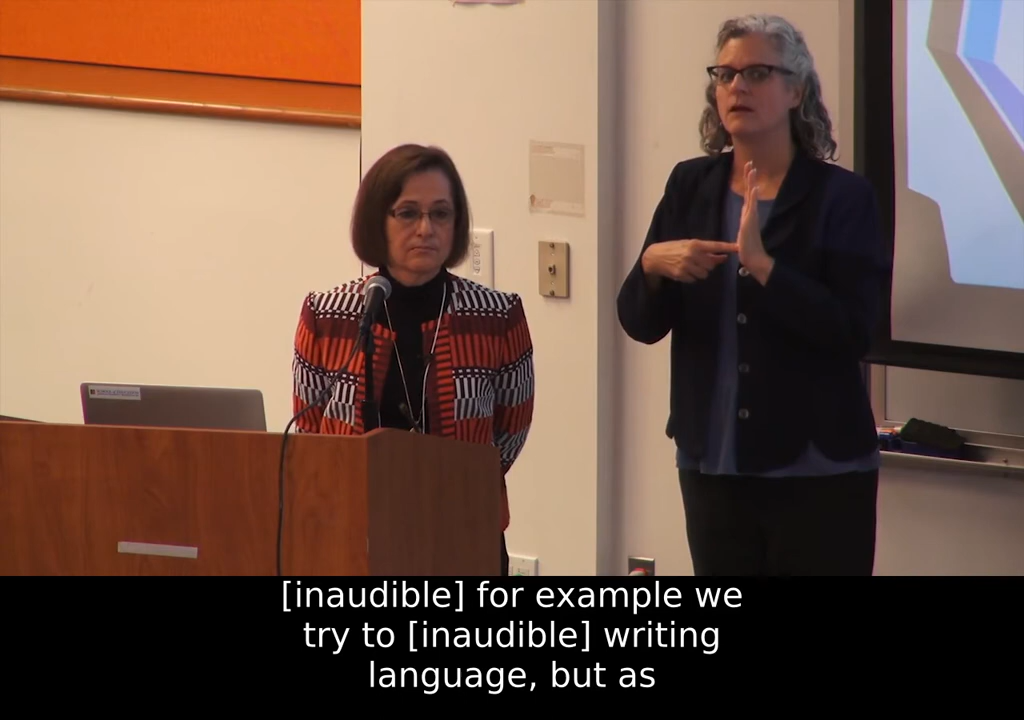 [inaudible] for example we
try to [inaudible] writing
language, but as